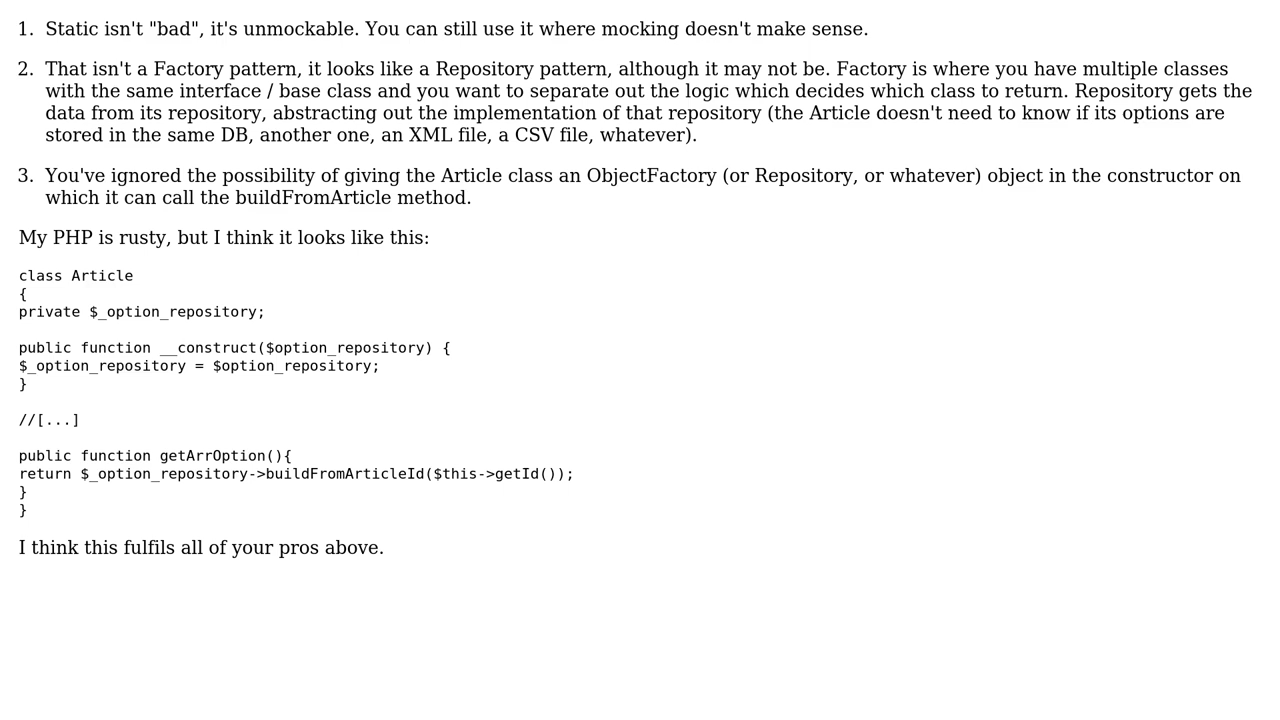 1. Static isn't "bad", it's unmockable. You can still use it where mocking doesn't make sense.
2. That isn't a Factory pattern, it looks like a Repository pattern, although it may not be. Factory is where you have multiple classes
with the same interface / base class and you want to separate out the logic which decides which class to return. Repository gets the
data from its repository, abstracting out the implementation of that repository (the Article doesn't need to know if its options are
stored in the same DB, another one, an XML file, a CSV file, whatever).
3. You've ignored the possibility of giving the Article class an ObjectFactory (or Repository, or whatever) object in the constructor on
which it can call the buildFromArticle method.
My PHP is rusty, but I think it looks like this:
class Article
{
private $_option_repository;
public function __construct($option_repository) {
$_option_repository = $option_repository;
}
//[...]
public function getArrOption(){
return $_option_repository->buildFromArticleId($this->getId());
}
}
I think this fulfils all of your pros above.